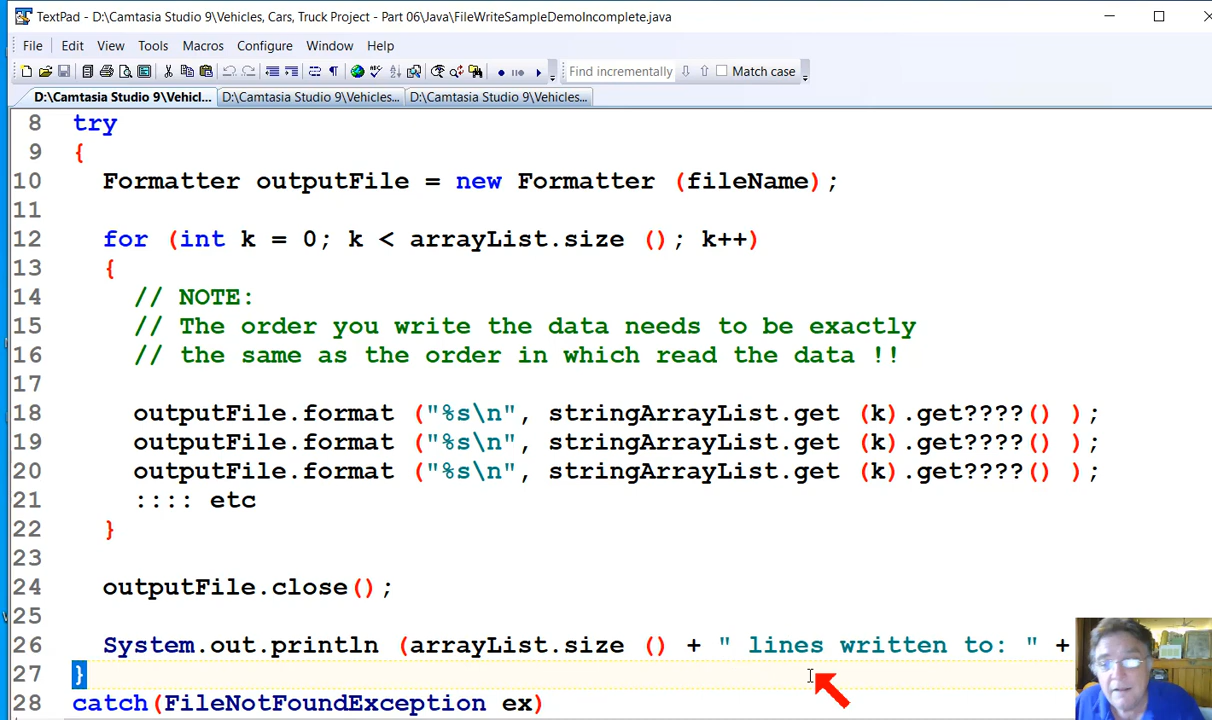 TextPad - D:\Camtasia Studio 9\Vehicles, Cars, Truck Project - Part 06\Java\FileWriteSampleDemoIncomplete.java
File Edit View Tools Macros Configure Window Help
Find incrementally Match case
D:\Camtasia Studio 9\Vehicl... D:\Camtasia Studio 9\Vehicles... D:\Camtasia Studio 9\Vehicles...
8 try
9 {
10 Formatter outputFile = new Formatter (fileName);
11
12 for (int k = 0; k < arrayList.size (); k++)
13 {
14 // NOTE:
15 // The order you write the data needs to be exactly
16 // the same as the order in which read the data !!
17
18 outputFile.format ("%s\n", stringArrayList.get (k).get????() );
19 outputFile.format ("%s\n", stringArrayList.get (k).get????() );
20 outputFile.format ("%s\n", stringArrayList.get (k).get????() );
21 :::: etc
22 }
23
24 outputFile.close();
25
26 System.out.println (arrayList.size () + " lines written to: " +
27 }
28 catch(FileNotFoundException ex)